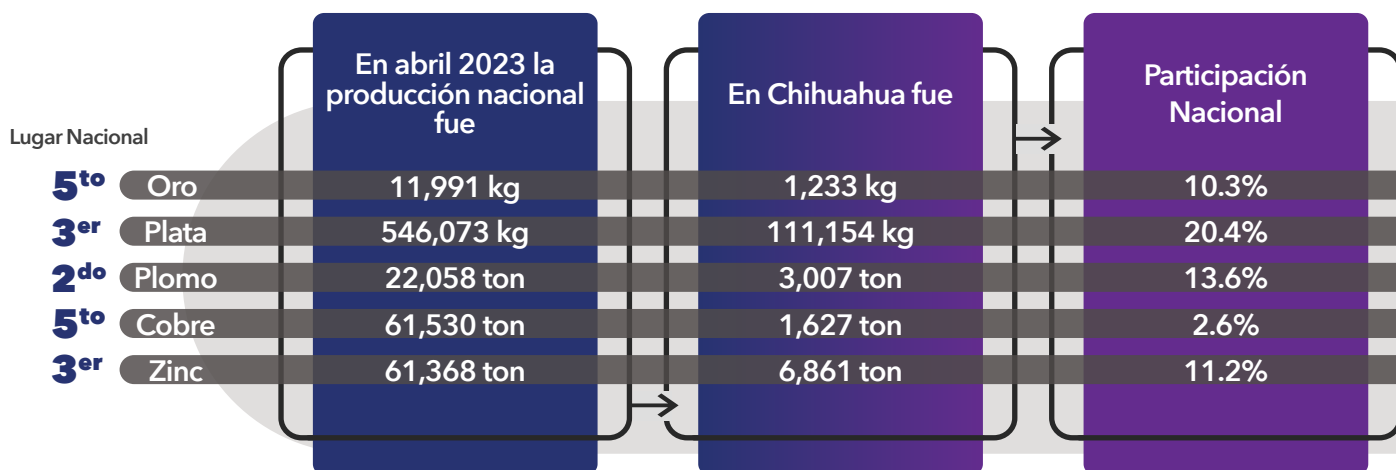 En abril 2023 la
producción nacional
fue
En Chihuahua fue
Participación
Nacional
Lugar Nacional
5to Oro 11,991 kg 1,233 kg 10.3%
3er Plata 546,073 kg 111,154 kg 20.4%
2do Plomo 22,058 ton 3,007 ton 13.6%
5to Cobre 61,530 ton 1,627 ton 2.6%
3er Zinc 61,368 ton 6,861 ton 11.2%